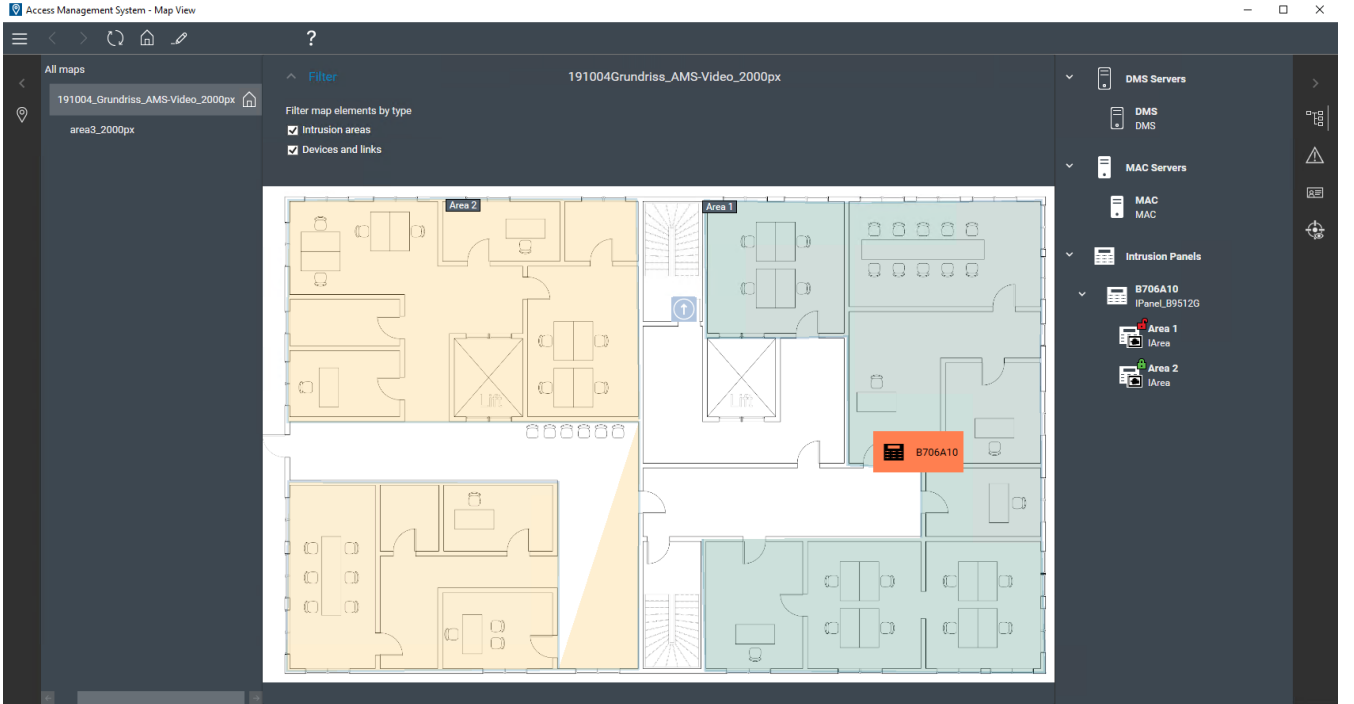 Access Management System - Map View
?
All maps
191004_Grundriss_AMS-Video_2000px
area3_2000px
Filter
191004Grundriss_AMS-Video_2000px
Filter map elements by type
Intrusion areas
Devices and links
Area 2
Area 1
Lift
Lift
B706A10
DMS Servers
DMS
DMS
MAC Servers
MAC
MAC
Intrusion Panels
B706A10
IPanel_B9512G
Area 1
IArea
Area 2
IArea